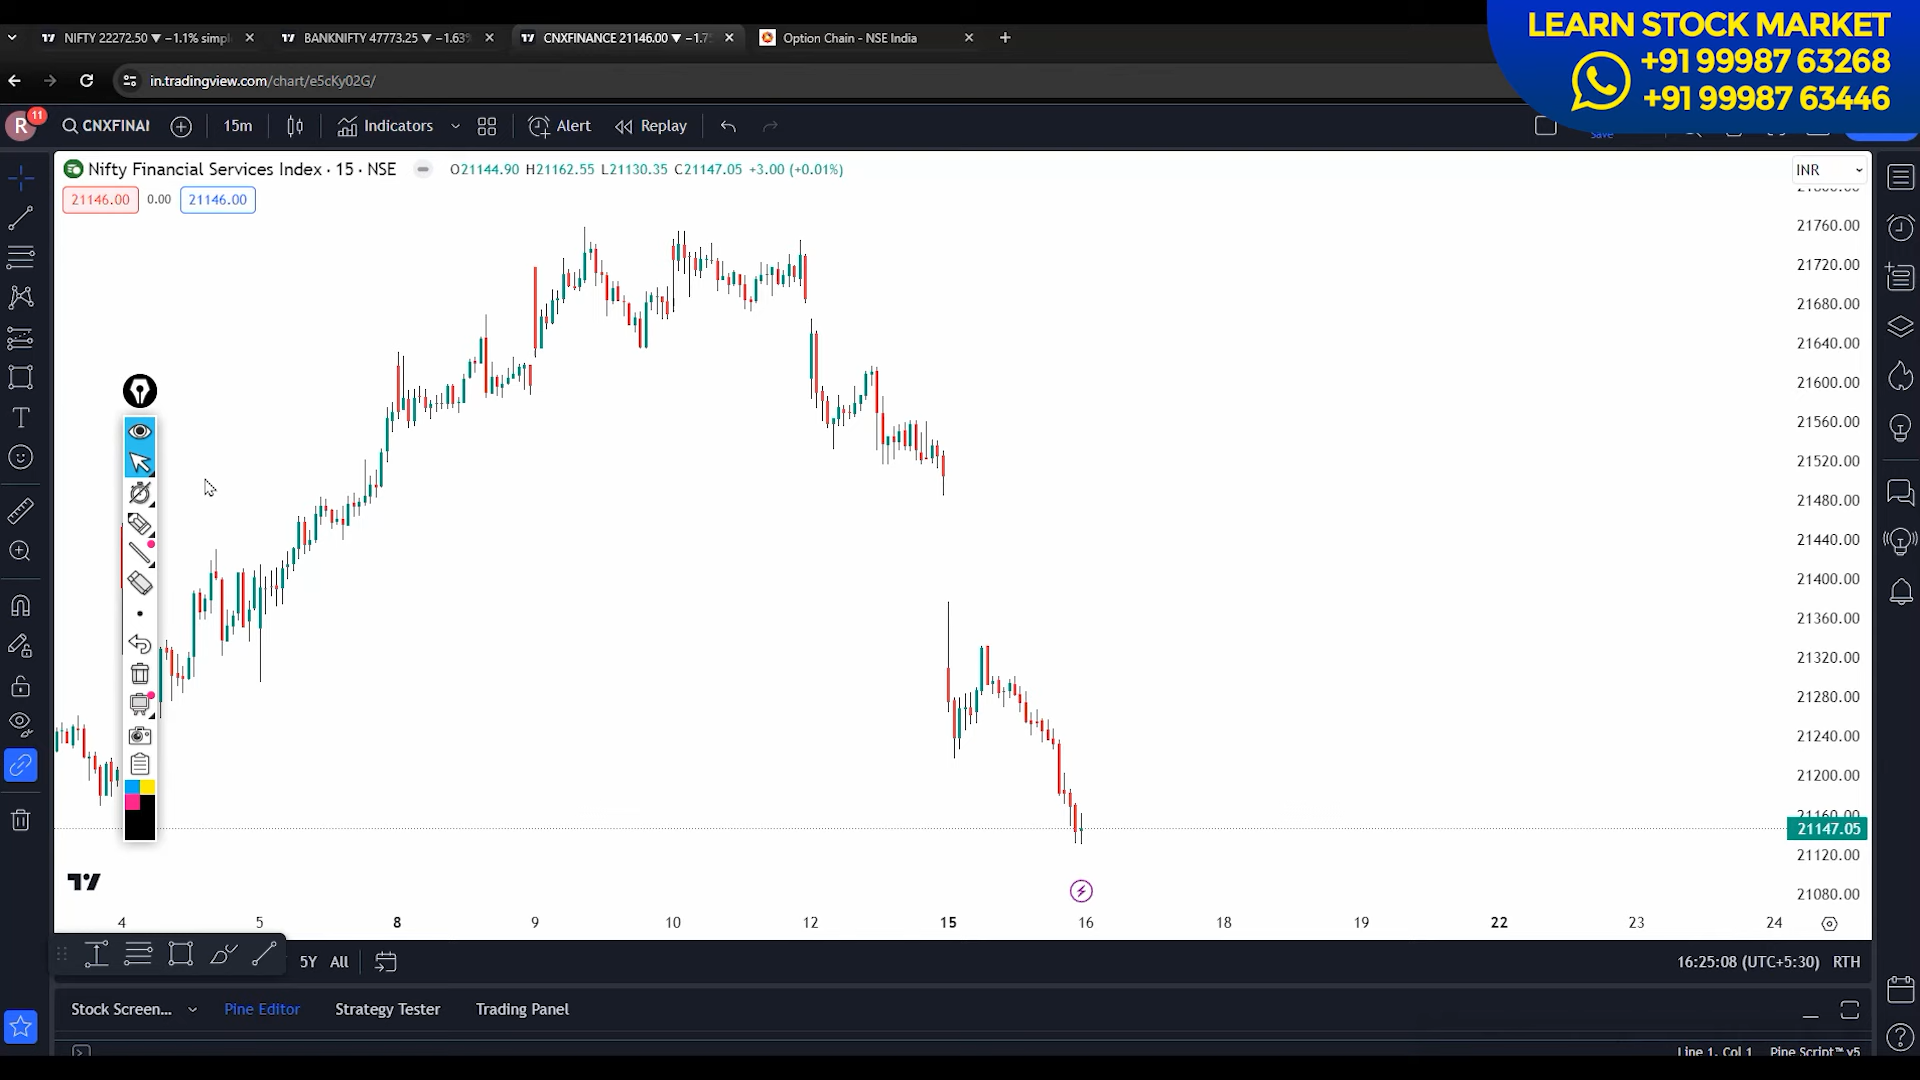 NIFTY 22272.50 ▼ −1.1% simpl
BANKNIFTY 47773.25 ▼ −1.63%
CNXFINANCE 21146.00 ▼ −1.7
Option Chain - NSE India
LEARN STOCK MARKET
+91 99987 63268
+91 99987 63446
in.tradingview.com/chart/e5cKy02G/
R
11
CNXFINAI
15m
Indicators
Alert
Replay
Save
Nifty Financial Services Index · 15 · NSE
O21144.90 H21162.55 L21130.35 C21147.05 +3.00 (+0.01%)
INR
21146.00
0.00
21146.00
21760.00
21720.00
21680.00
21640.00
21600.00
21560.00
21520.00
21480.00
21440.00
21400.00
21360.00
21320.00
21280.00
21240.00
21200.00
21160.00
21147.05
21120.00
21080.00
4 5 8 9 10 12 15 16 18 19 22 23 24
5Y All
16:25:08 (UTC+5:30) RTH
Stock Screen...
Pine Editor
Strategy Tester
Trading Panel
Line 1, Col 1 Pine Script™ v5